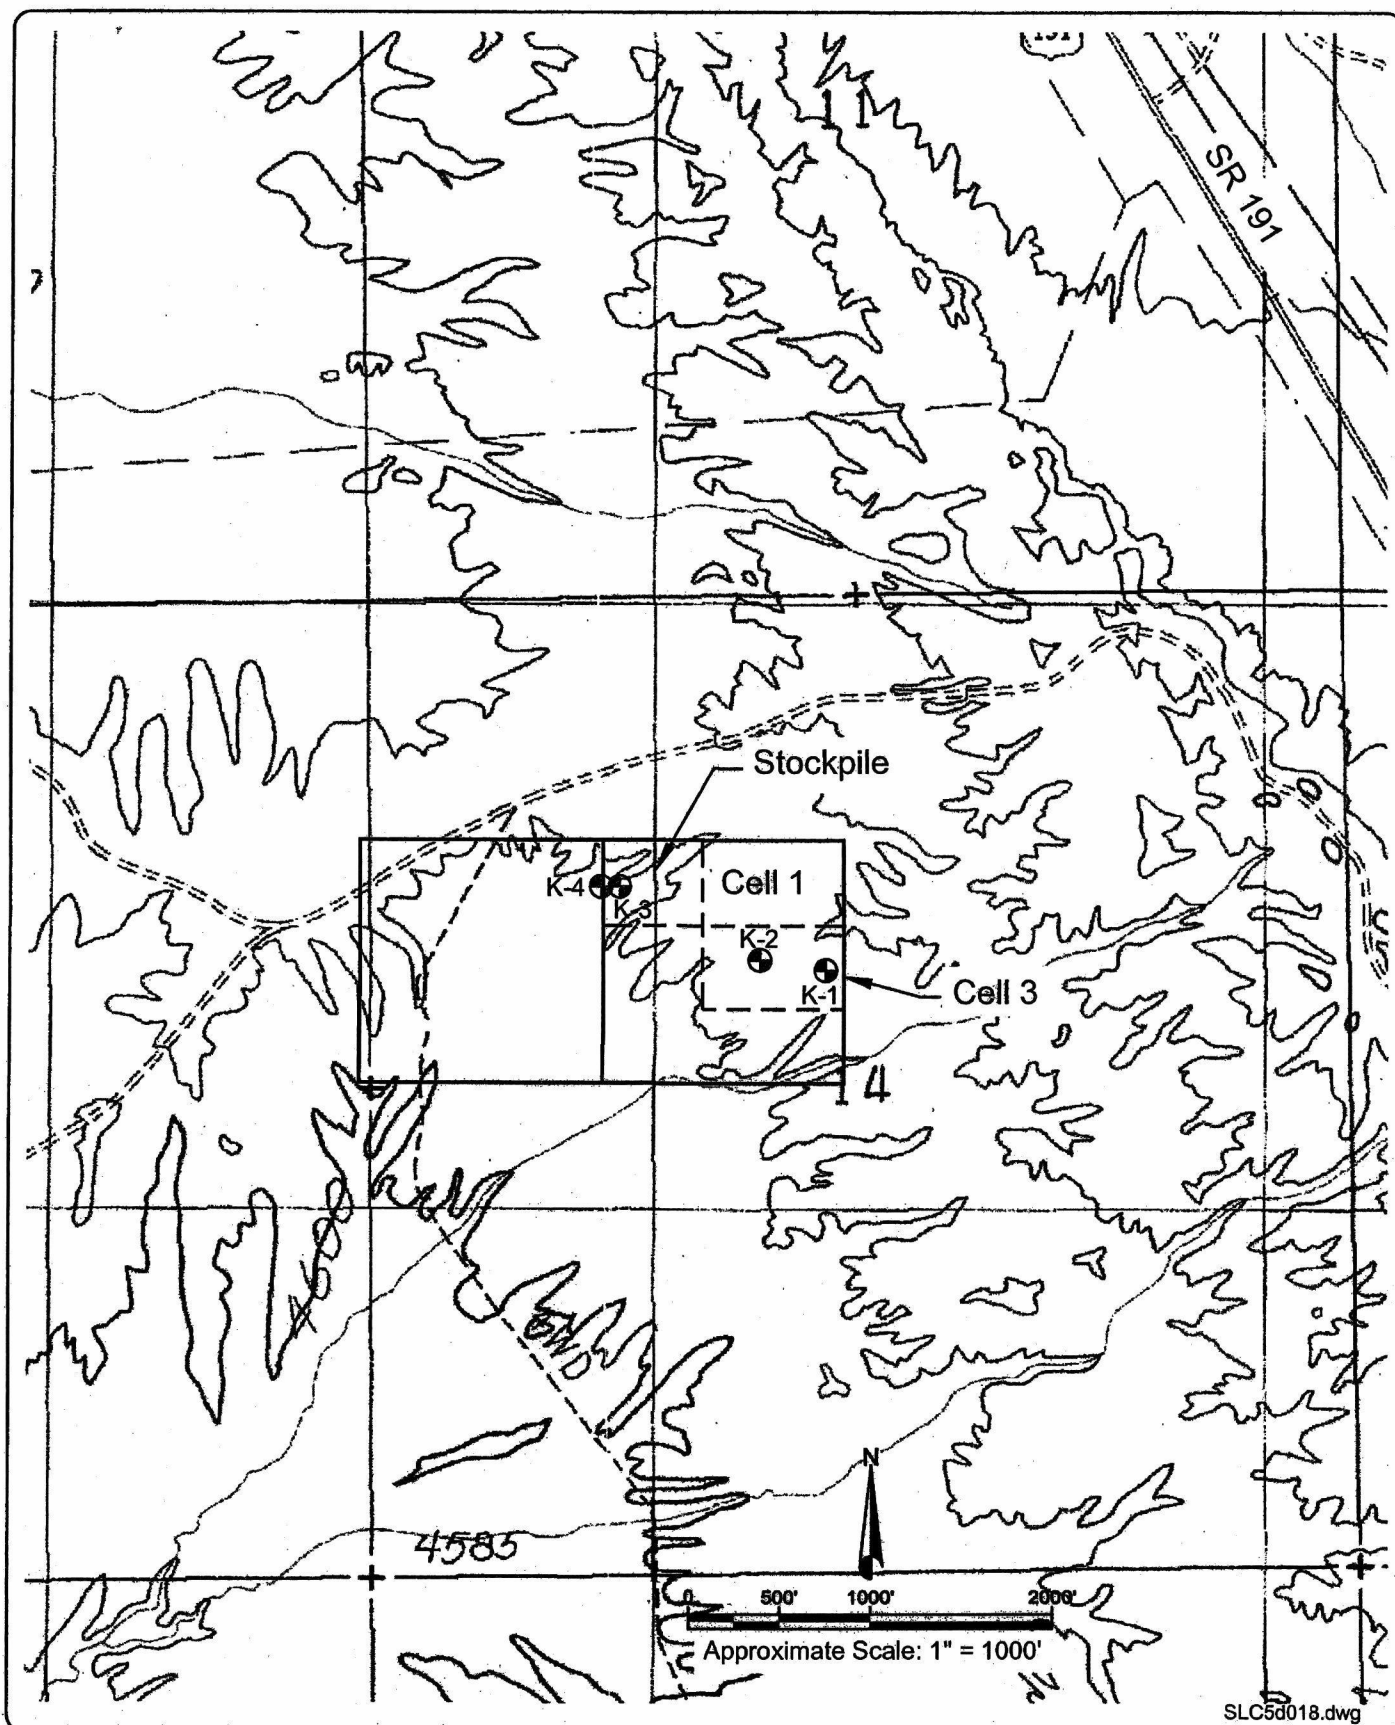 191
11
SR 191
Stockpile
Cell 1
K-4
K-3
K-2
K-1
Cell 3
14
4585
N
0 500' 1000' 2000'
Approximate Scale: 1" = 1000'
SLC5d018.dwg